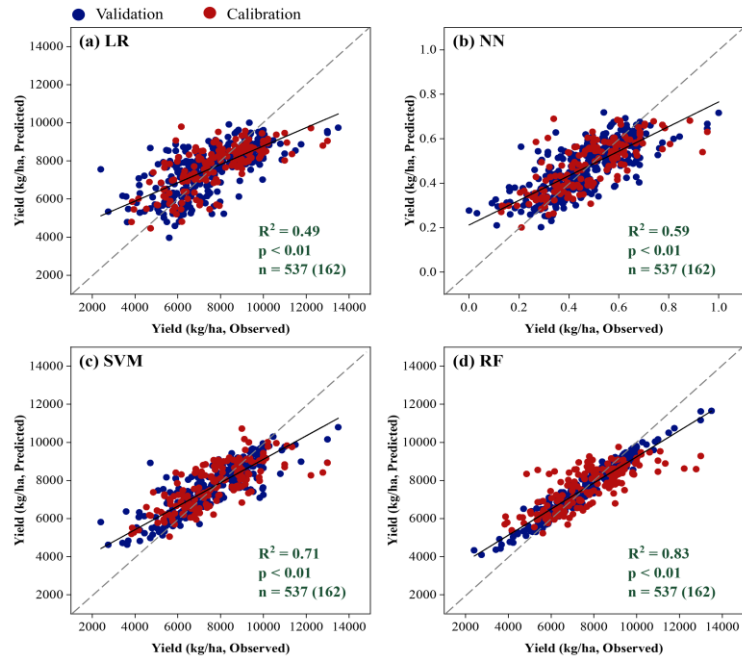 Validation Calibration
(a) LR
14000
12000
10000
8000
6000
4000
2000
Yield (kg/ha, Predicted)
R² = 0.49
p < 0.01
n = 537 (162)
2000 4000 6000 8000 10000 12000 14000
Yield (kg/ha, Observed)
(b) NN
1.0
0.8
0.6
0.4
0.2
0.0
Yield (kg/ha, Predicted)
R² = 0.59
p < 0.01
n = 537 (162)
0.0 0.2 0.4 0.6 0.8 1.0
Yield (kg/ha, Observed)
(c) SVM
14000
12000
10000
8000
6000
4000
2000
Yield (kg/ha, Predicted)
R² = 0.71
p < 0.01
n = 537 (162)
2000 4000 6000 8000 10000 12000 14000
Yield (kg/ha, Observed)
(d) RF
14000
12000
10000
8000
6000
4000
2000
Yield (kg/ha, Predicted)
R² = 0.83
p < 0.01
n = 537 (162)
2000 4000 6000 8000 10000 12000 14000
Yield (kg/ha, Observed)